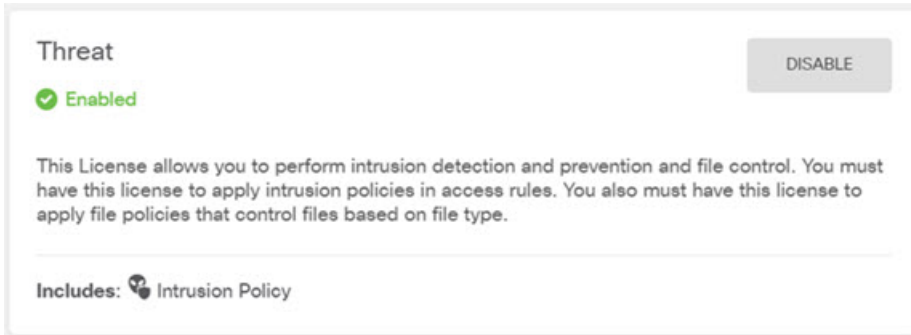 Threat
DISABLE
Enabled
This License allows you to perform intrusion detection and prevention and file control. You must
have this license to apply intrusion policies in access rules. You also must have this license to
apply file policies that control files based on file type.
Includes: Intrusion Policy